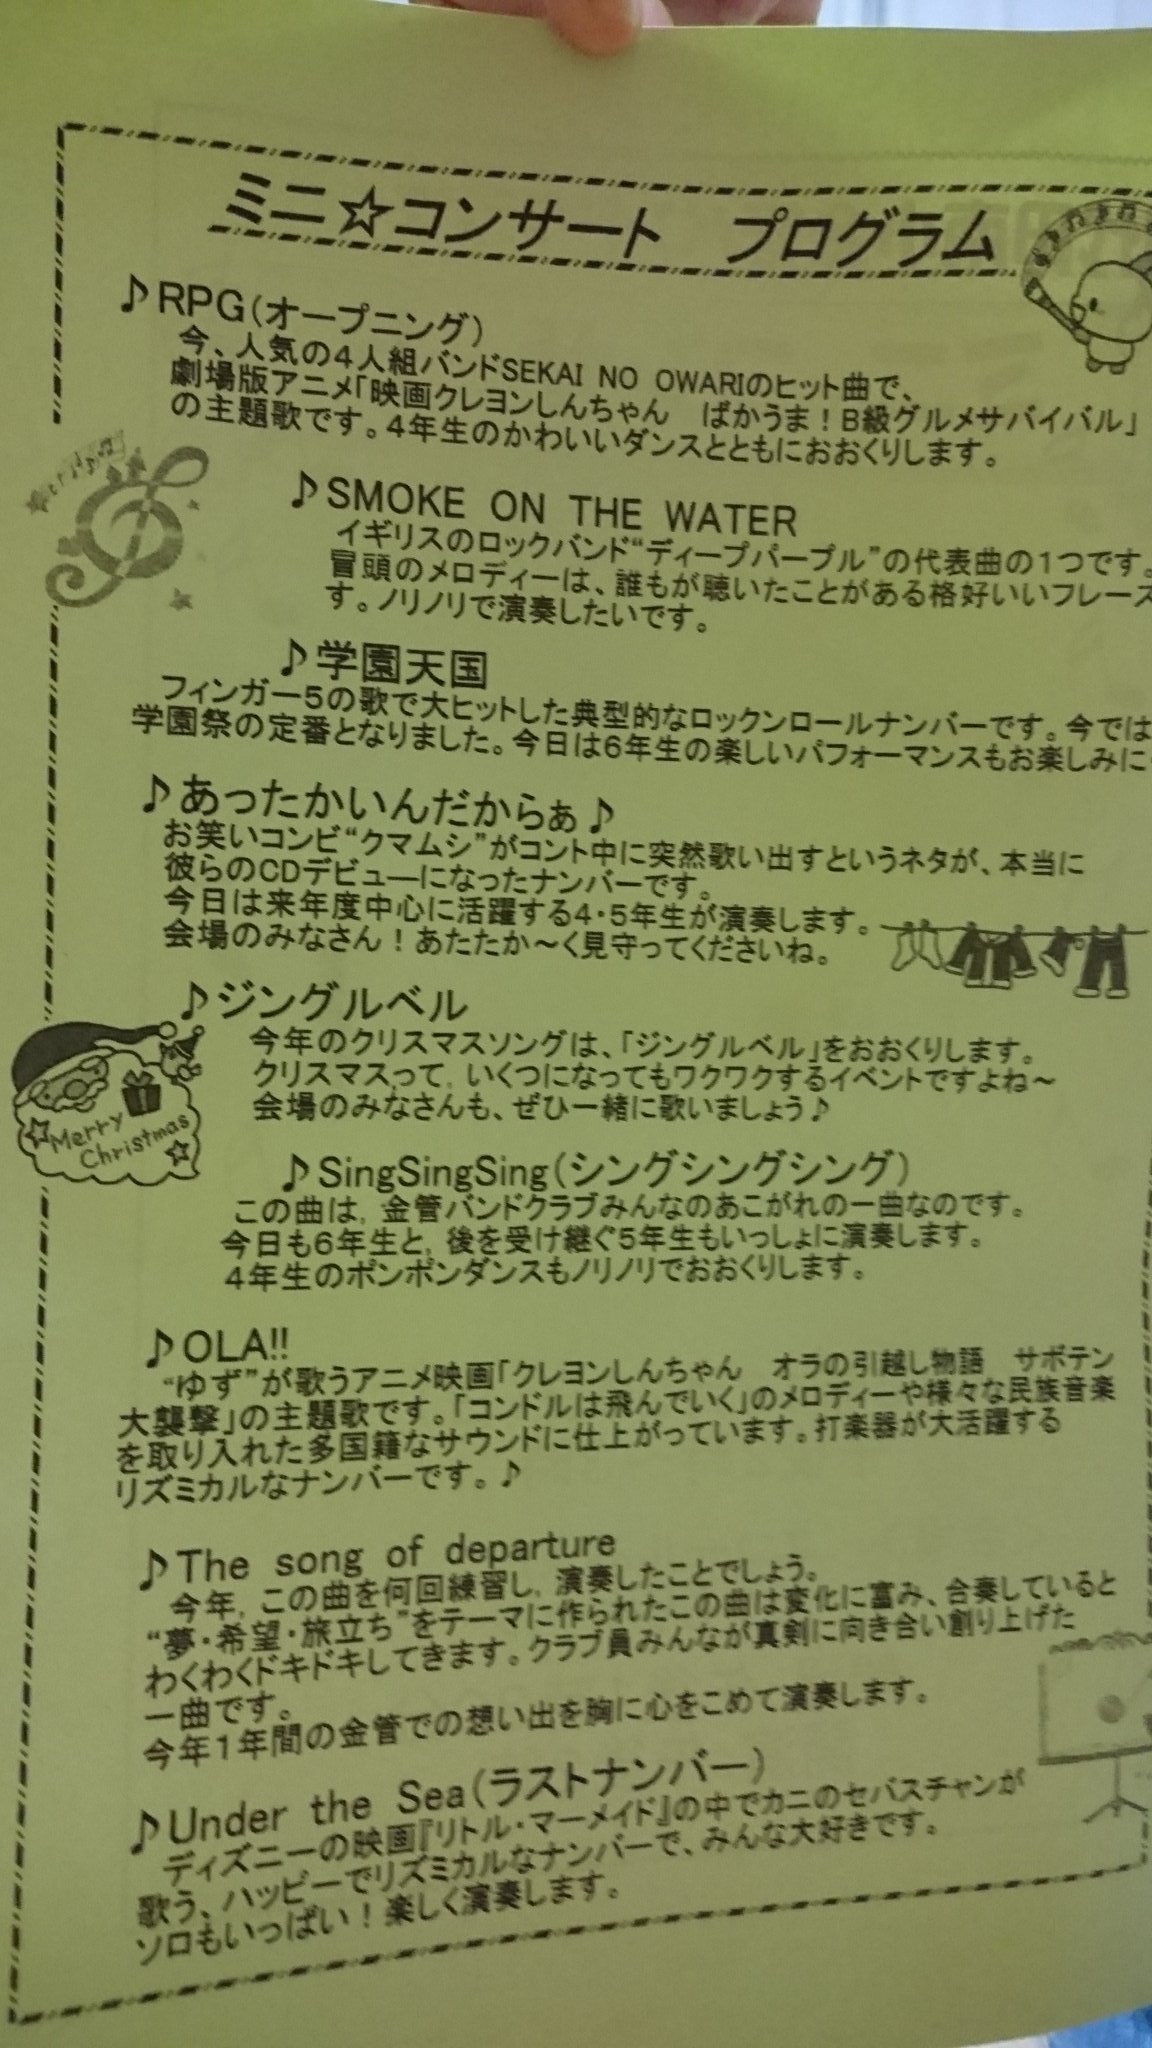 ミニ☆コンサート　プログラム
♪RPG(オープニング)
今、人気の4人組バンドSEKAI NO OWARIのヒット曲で、
劇場版アニメ「映画クレヨンしんちゃん　ばかうま！B級グルメサバイバル」
の主題歌です。4年生のかわいいダンスとともにおおくりします。
♪SMOKE ON THE WATER
イギリスのロックバンド“ディープパープル”の代表曲の1つです。
冒頭のメロディーは、誰もが聴いたことがある格好いいフレーズ
す。ノリノリで演奏したいです。
♪学園天国
フィンガー5の歌で大ヒットした典型的なロックンロールナンバーです。今では
学園祭の定番となりました。今日は6年生の楽しいパフォーマンスもお楽しみに
♪あったかいんだからぁ♪
お笑いコンビ“クマムシ”がコント中に突然歌い出すというネタが、本当に
彼らのCDデビューになったナンバーです。
今日は来年度中心に活躍する4・5年生が演奏します。
会場のみなさん！あたたか～く見守ってくださいね。
♪ジングルベル
今年のクリスマスソングは、「ジングルベル」をおおくりします。
クリスマスって，いくつになってもワクワクするイベントですよね～
会場のみなさんも、ぜひ一緒に歌いましょう♪
Merry
Christmas
♪SingSingSing(シングシングシング)
この曲は，金管バンドクラブみんなのあこがれの一曲なのです。
今日も6年生と，後を受け継ぐ5年生もいっしょに演奏します。
4年生のポンポンダンスもノリノリでおおくりします。
♪OLA!!
“ゆず”が歌うアニメ映画「クレヨンしんちゃん　オラの引越し物語　サボテン
大襲撃」の主題歌です。「コンドルは飛んでいく」のメロディーや様々な民族音楽
を取り入れた多国籍なサウンドに仕上がっています。打楽器が大活躍する
リズミカルなナンバーです。♪
♪The song of departure
今年，この曲を何回練習し，演奏したことでしょう。
“夢・希望・旅立ち”をテーマに作られたこの曲は変化に富み、合奏していると
わくわくドキドキしてきます。クラブ員みんなが真剣に向き合い創り上げた
一曲です。
今年1年間の金管での想い出を胸に心をこめて演奏します。
♪Under the Sea(ラストナンバー)
ディズニーの映画『リトル・マーメイド』の中でカニのセバスチャンが
歌う、ハッピーでリズミカルなナンバーで、みんな大好きです。
ソロもいっぱい！楽しく演奏します。